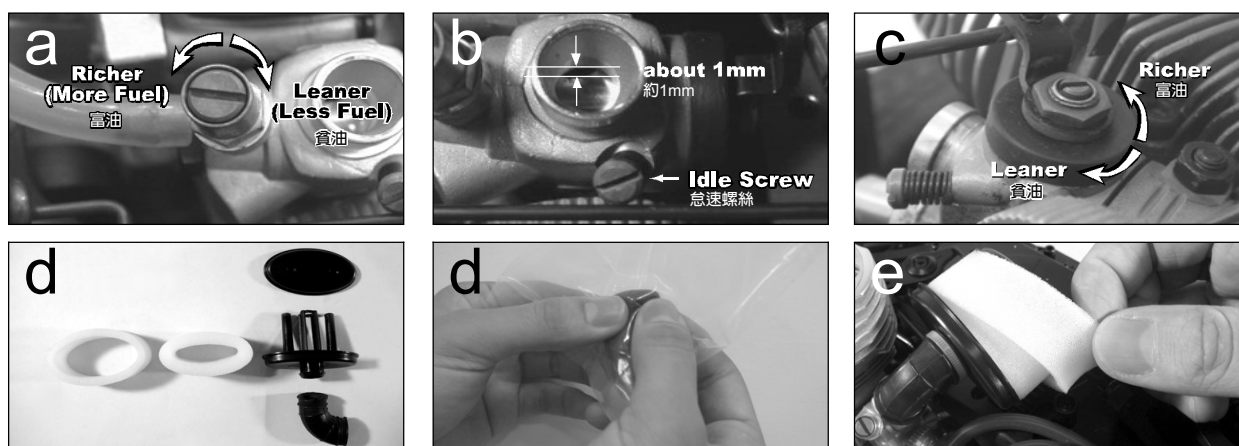 a
Richer
(More Fuel)
富油
Leaner
(Less Fuel)
貧油
b
about 1mm
約1mm
Idle Screw
怠速螺絲
c
Richer
富油
Leaner
貧油
d
d
e